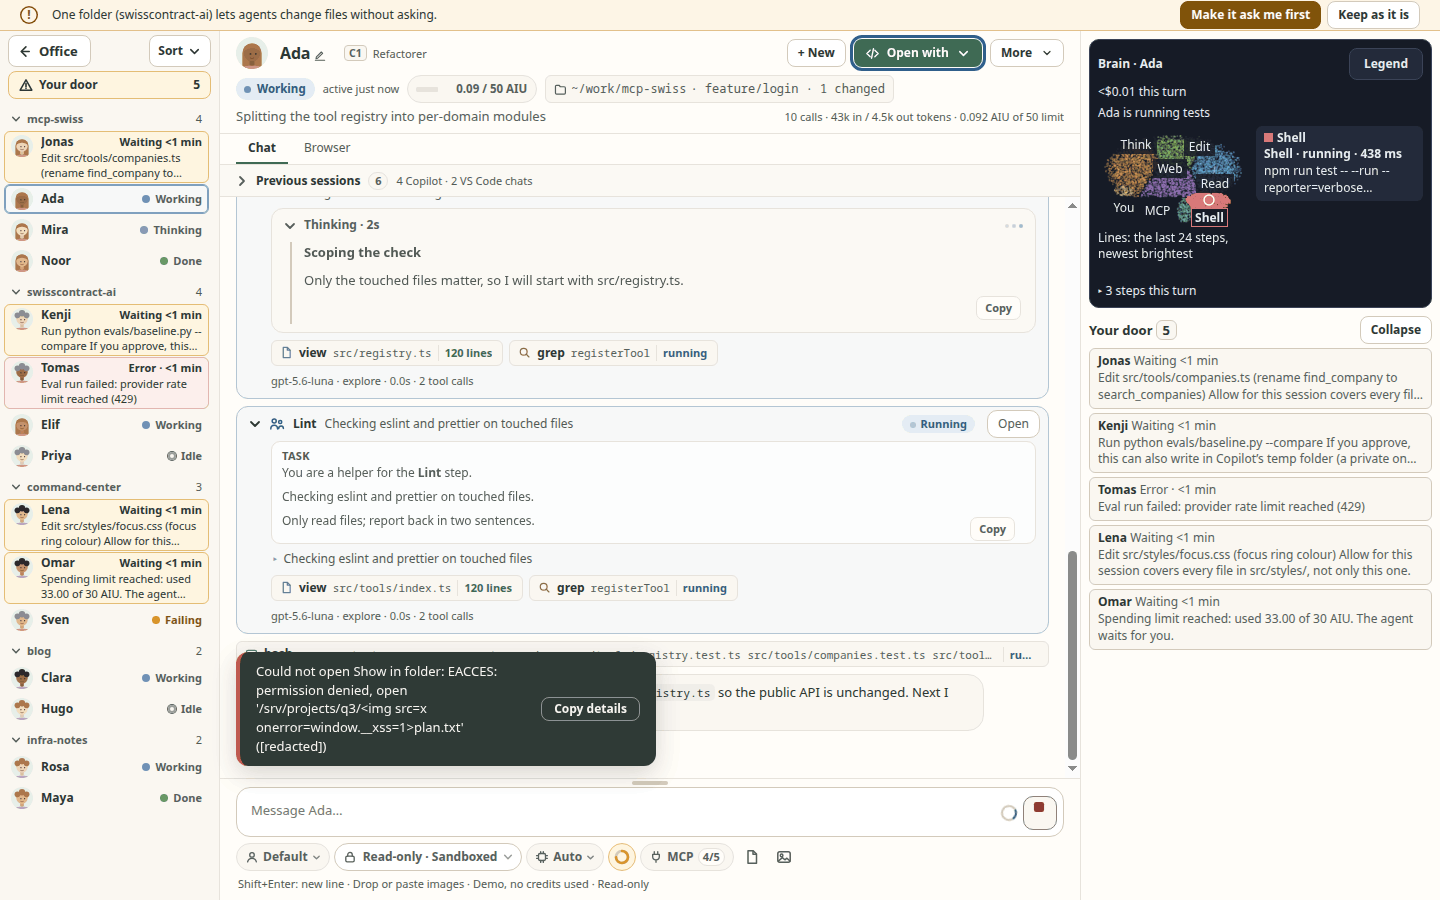 One folder (swisscontract-ai) lets agents change files without asking.
Make it ask me first
Keep as it is
Office
Sort
Your door 5
mcp-swiss 4
Jonas Waiting <1 min
Edit src/tools/companies.ts
(rename find_company to...
Ada Working
Mira Thinking
Noor Done
swisscontract-ai 4
Kenji Waiting <1 min
Run python evals/baseline.py --
compare If you approve, this...
Tomas Error · <1 min
Eval run failed: provider rate
limit reached (429)
Elif Working
Priya Idle
command-center 3
Lena Waiting <1 min
Edit src/styles/focus.css (focus
ring colour) Allow for this...
Omar Waiting <1 min
Spending limit reached: used
33.00 of 30 AIU. The agent...
Sven Failing
blog 2
Clara Working
Hugo Idle
infra-notes 2
Rosa Working
Maya Done
Ada C1 Refactorer
+ New
Open with
More
Working active just now 0.09 / 50 AIU ~/work/mcp-swiss · feature/login · 1 changed
Splitting the tool registry into per-domain modules
10 calls · 43k in / 4.5k out tokens · 0.092 AIU of 50 limit
Chat Browser
Previous sessions 6 4 Copilot · 2 VS Code chats
Thinking · 2s
Scoping the check
Only the touched files matter, so I will start with src/registry.ts.
Copy
view src/registry.ts 120 lines grep registerTool running
gpt-5.6-luna · explore · 0.0s · 2 tool calls
Lint Checking eslint and prettier on touched files Running Open
TASK
You are a helper for the Lint step.
Checking eslint and prettier on touched files.
Only read files; report back in two sentences.
Copy
Checking eslint and prettier on touched files
view src/tools/index.ts 120 lines grep registerTool running
gpt-5.6-luna · explore · 0.0s · 2 tool calls
istry.test.ts src/tools/companies.test.ts src/tool... ru...
istry.ts so the public API is unchanged. Next I
Could not open Show in folder: EACCES:
permission denied, open
'/srv/projects/q3/<img src=x
onerror=window.__xss=1>plan.txt'
([redacted])
Copy details
Message Ada...
Default Read-only · Sandboxed Auto MCP 4/5
Shift+Enter: new line · Drop or paste images · Demo, no credits used · Read-only
Brain · Ada
Legend
<$0.01 this turn
Ada is running tests
Think Edit
Web
Read
You MCP
Shell
Shell
Shell · running · 438 ms
npm run test -- --run --
reporter=verbose...
Lines: the last 24 steps,
newest brightest
3 steps this turn
Your door 5
Collapse
Jonas Waiting <1 min
Edit src/tools/companies.ts (rename find_company to
search_companies) Allow for this session covers every fil...
Kenji Waiting <1 min
Run python evals/baseline.py --compare If you approve,
this can also write in Copilot's temp folder (a private on...
Tomas Error · <1 min
Eval run failed: provider rate limit reached (429)
Lena Waiting <1 min
Edit src/styles/focus.css (focus ring colour) Allow for this
session covers every file in src/styles/, not only this one.
Omar Waiting <1 min
Spending limit reached: used 33.00 of 30 AIU. The agent
waits for you.